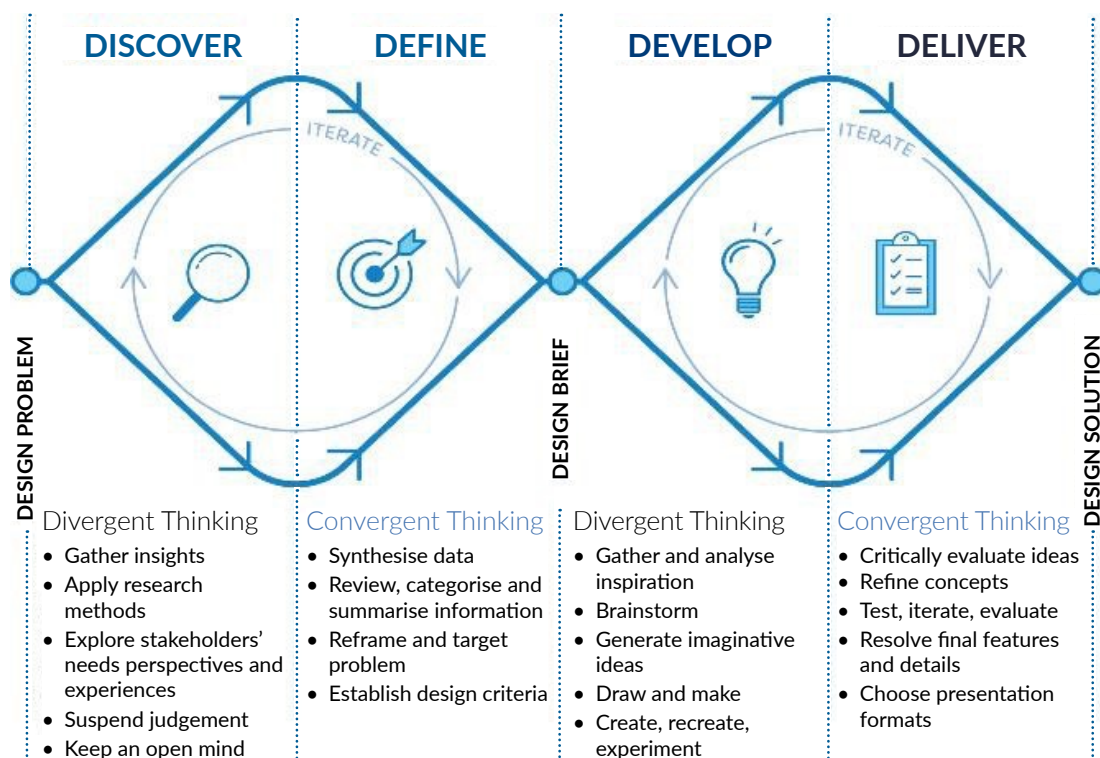 DISCOVER
DEFINE
DEVELOP
DELIVER
ITERATE
ITERATE
DESIGN PROBLEM
DESIGN BRIEF
DESIGN SOLUTION
Divergent Thinking
• Gather insights
• Apply research
methods
• Explore stakeholders’
needs perspectives and
experiences
• Suspend judgement
• Keep an open mind
Convergent Thinking
• Synthesise data
• Review, categorise and
summarise information
• Reframe and target
problem
• Establish design criteria
Divergent Thinking
• Gather and analyse
inspiration
• Brainstorm
• Generate imaginative
ideas
• Draw and make
• Create, recreate,
experiment
Convergent Thinking
• Critically evaluate ideas
• Refine concepts
• Test, iterate, evaluate
• Resolve final features
and details
• Choose presentation
formats